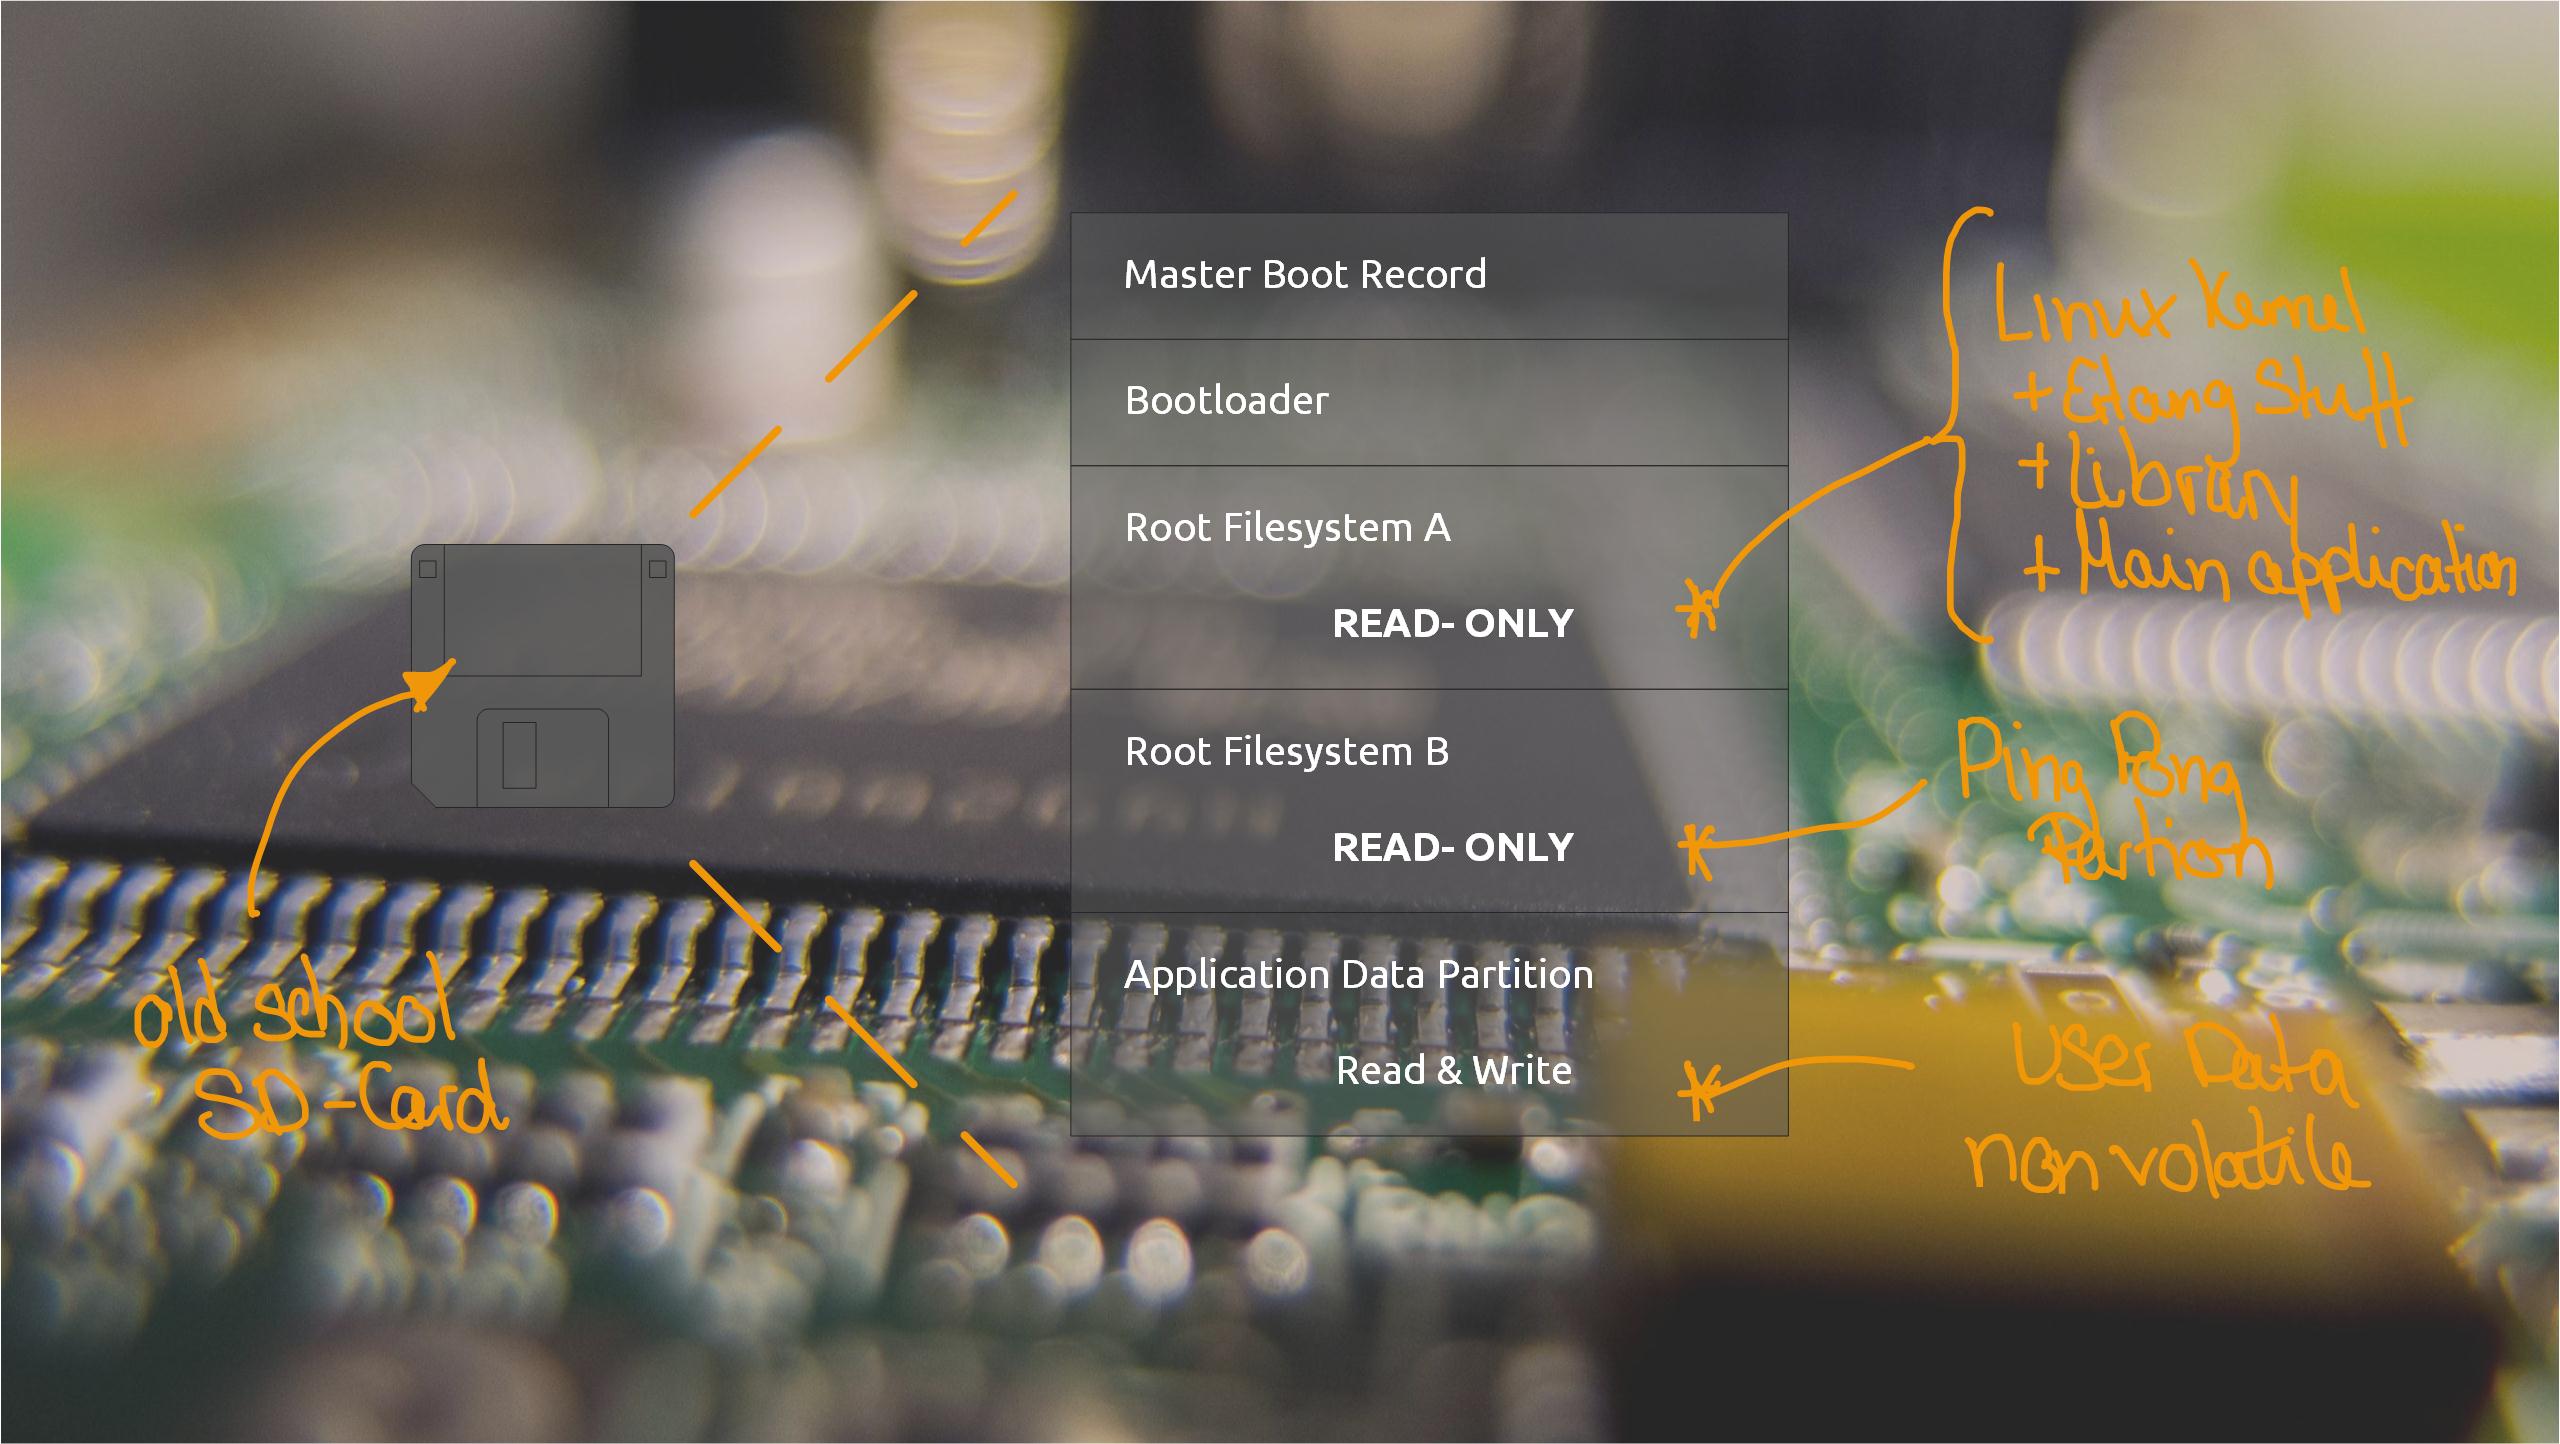 Master Boot Record
Bootloader
Root Filesystem A
READ- ONLY
Root Filesystem B
READ- ONLY
Application Data Partition
Read & Write
Linux Kernel
+ Erlang Stuff
+ Library
+ Main application
Ping Pong
Partion
User Data
non volatile
old school
SD-Card